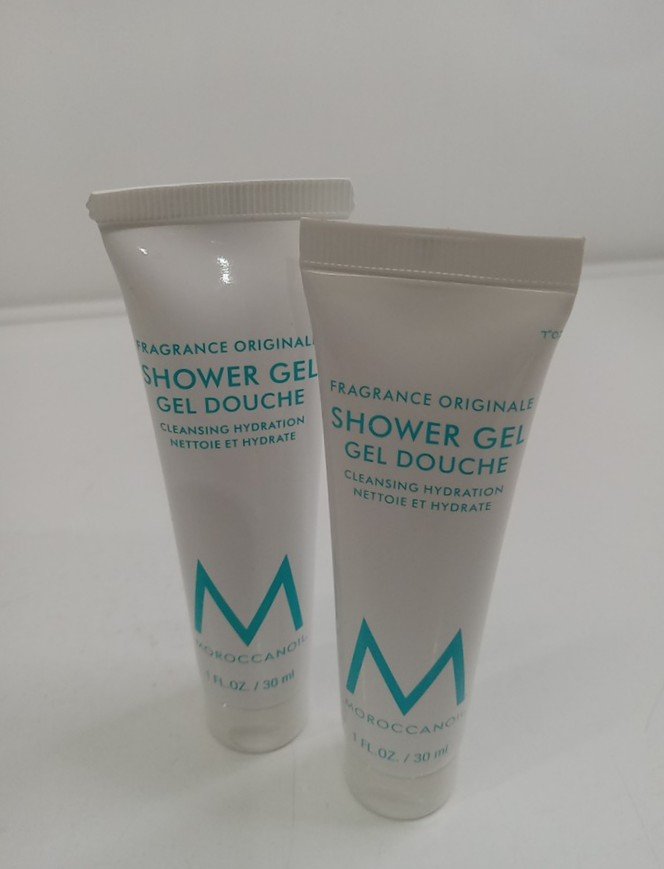 FRAGRANCE ORIGINALE
SHOWER GEL
GEL DOUCHE
CLEANSING HYDRATION
NETTOIE ET HYDRATE
M
MOROCCANOIL
1 FL.OZ. / 30 ml
FRAGRANCE ORIGINALE
SHOWER GEL
GEL DOUCHE
CLEANSING HYDRATION
NETTOIE ET HYDRATE
M
MOROCCANOIL
1 FL.OZ. / 30 ml